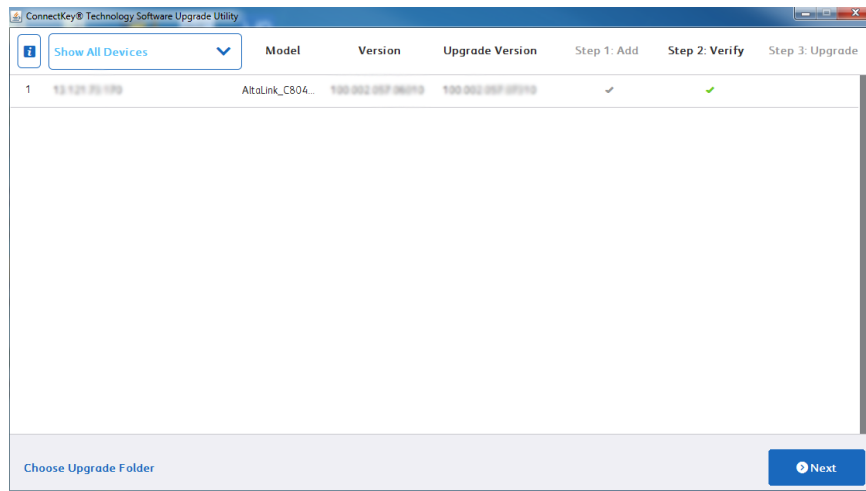 ConnectKey® Technology Software Upgrade Utility
Show All Devices Model Version Upgrade Version Step 1: Add Step 2: Verify Step 3: Upgrade
1 AltaLink_C804...
Choose Upgrade Folder Next